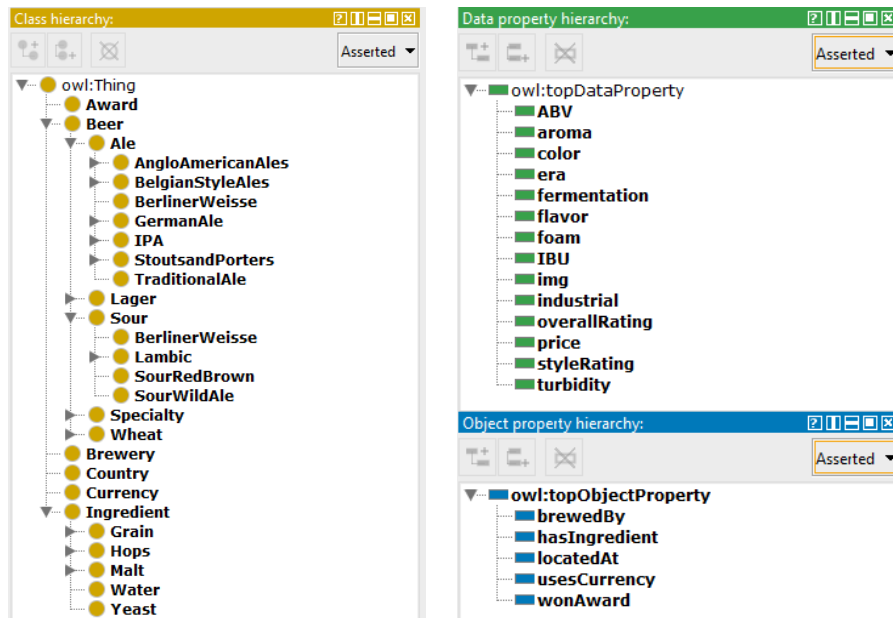 Class hierarchy:
Asserted
owl:Thing
Award
Beer
Ale
AngloAmericanAles
BelgianStyleAles
BerlinerWeisse
GermanAle
IPA
StoutsandPorters
TraditionalAle
Lager
Sour
BerlinerWeisse
Lambic
SourRedBrown
SourWildAle
Specialty
Wheat
Brewery
Country
Currency
Ingredient
Grain
Hops
Malt
Water
Yeast
Data property hierarchy:
Asserted
owl:topDataProperty
ABV
aroma
color
era
fermentation
flavor
foam
IBU
img
industrial
overallRating
price
styleRating
turbidity
Object property hierarchy:
Asserted
owl:topObjectProperty
brewedBy
hasIngredient
locatedAt
usesCurrency
wonAward